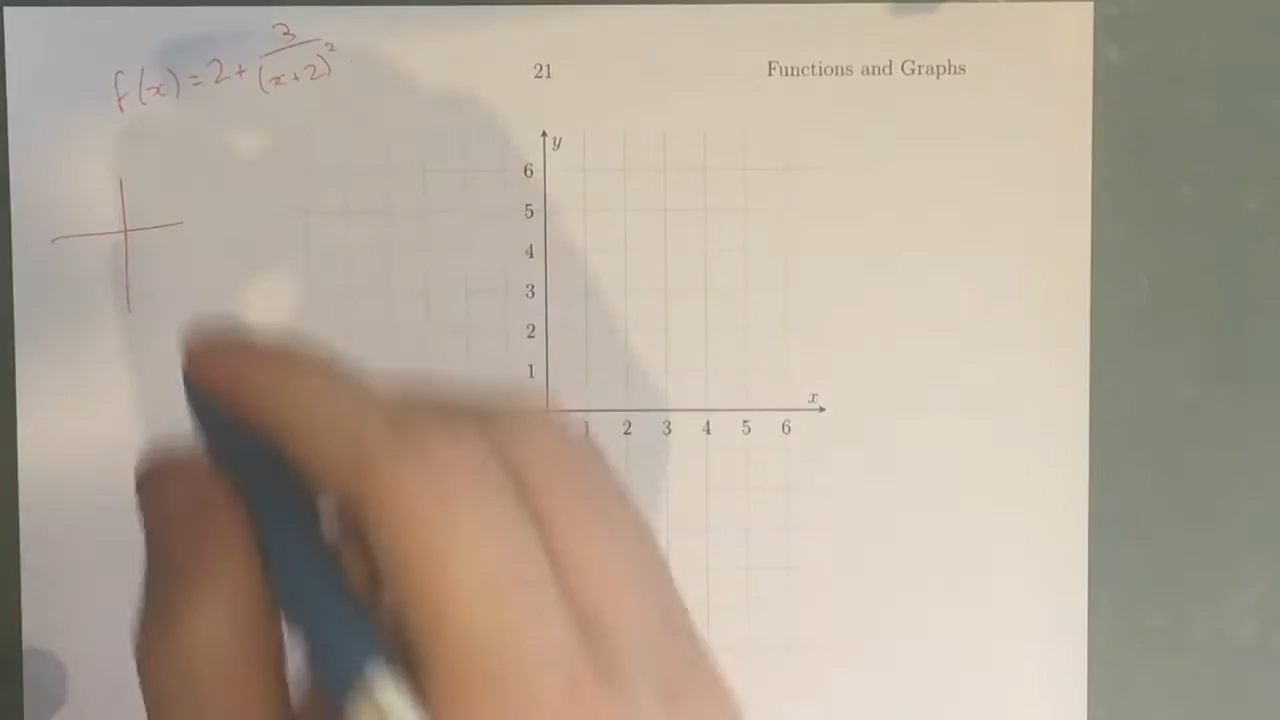 f(x) = 2 + 3/(x+2)²
21 Functions and Graphs
y
6
5
4
3
2
1
x
1 2 3 4 5 6